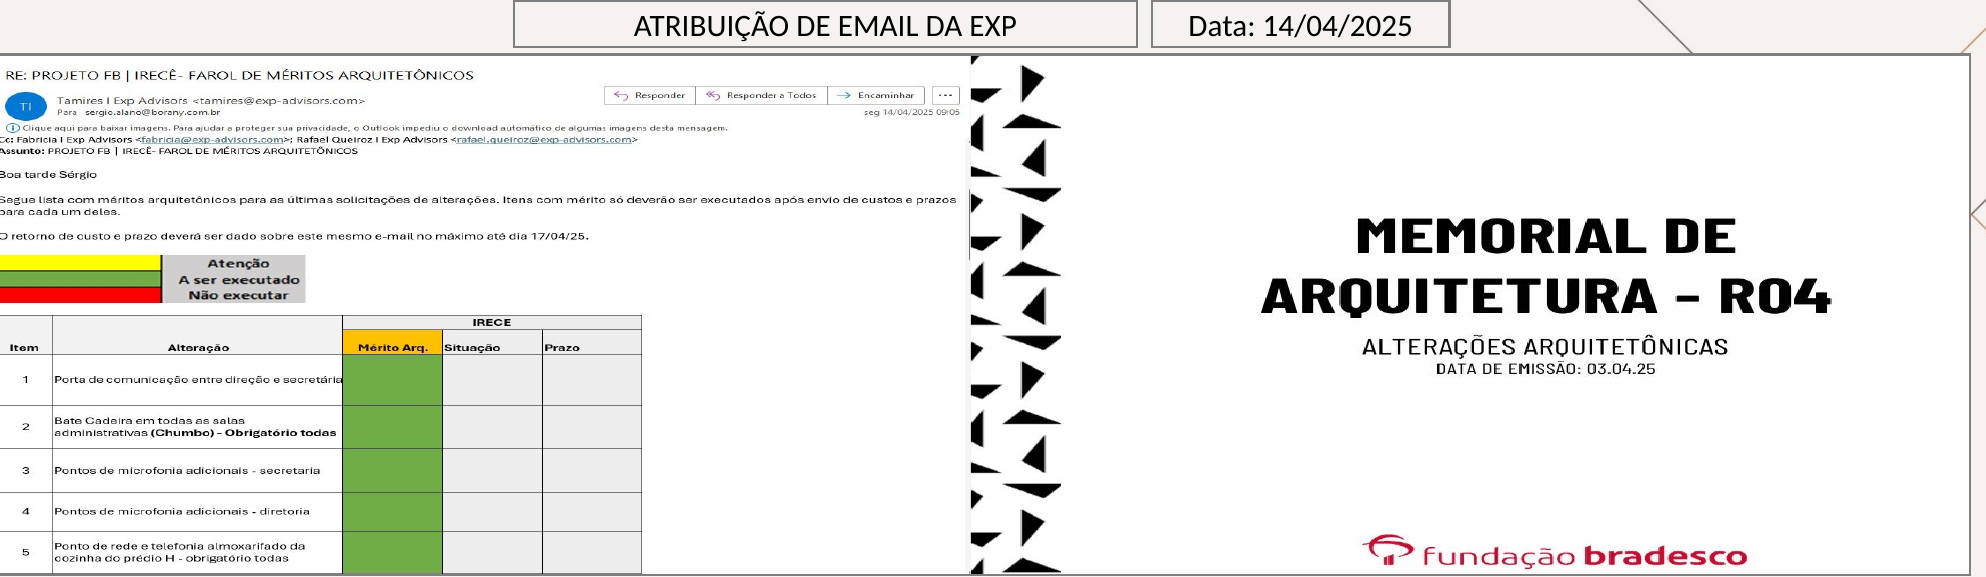 ATRIBUIÇÃO DE EMAIL DA EXP
Data: 14/04/2025
RE: PROJETO FB | IRECÊ- FAROL DE MÉRITOS ARQUITETÔNICOS
TI
Tamires I Exp Advisors <tamires@exp-advisors.com>
Para sergio.alano@borany.com.br
Responder
Responder a Todos
Encaminhar
...
seg 14/04/2025 09:05
Clique aqui para baixar imagens. Para ajudar a proteger sua privacidade, o Outlook impediu o download automático de algumas imagens desta mensagem.
Cc: Fabricia I Exp Advisors <fabricia@exp-advisors.com>; Rafael Queiroz I Exp Advisors <rafael.queiroz@exp-advisors.com>
Assunto: PROJETO FB | IRECÊ- FAROL DE MÉRITOS ARQUITETÔNICOS
Boa tarde Sérgio
Segue lista com méritos arquitetônicos para as últimas solicitações de alterações. Itens com mérito só deverão ser executados após envio de custos e prazos
para cada um deles.
O retorno de custo e prazo deverá ser dado sobre este mesmo e-mail no máximo até dia 17/04/25.
Atenção
A ser executado
Não executar
IRECE
Item
Alteração
Mérito Arq.
Situação
Prazo
1
Porta de comunicação entre direção e secretária
2
Bate Cadeira em todas as salas
administrativas (Chumbo) - Obrigatório todas
3
Pontos de microfonia adicionais - secretaria
4
Pontos de microfonia adicionais - diretoria
5
Ponto de rede e telefonia almoxarifado da
cozinha do prédio H - obrigatório todas
MEMORIAL DE
ARQUITETURA - R04
ALTERAÇÕES ARQUITETÔNICAS
DATA DE EMISSÃO: 03.04.25
fundação bradesco